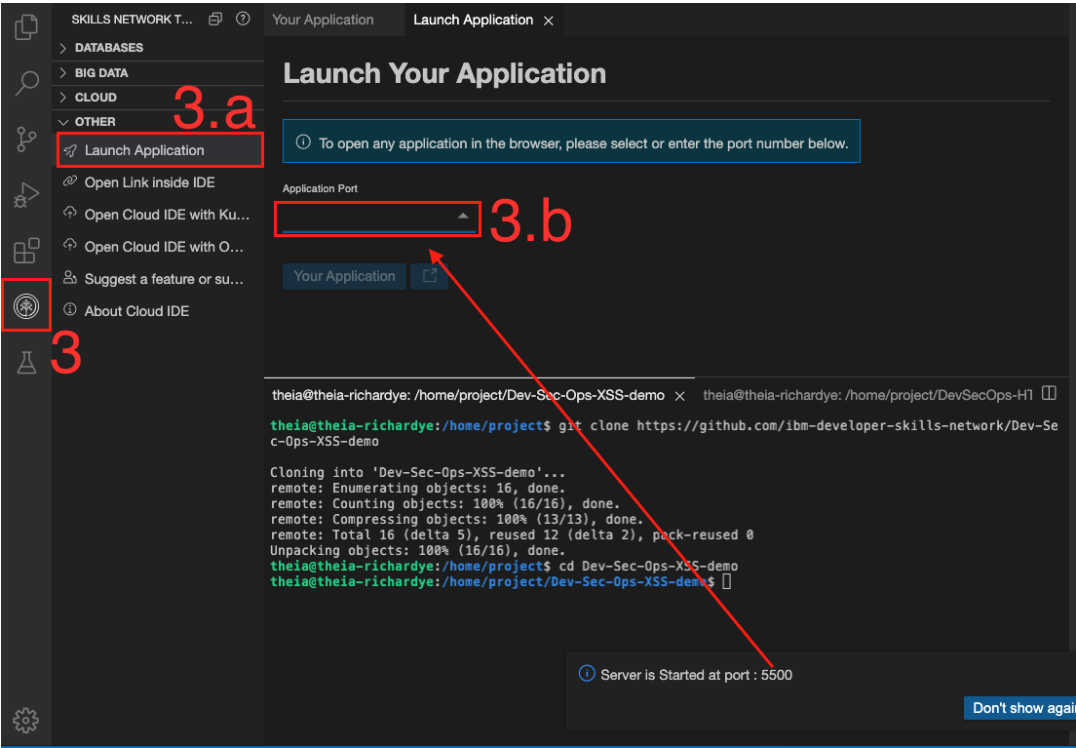 SKILLS NETWORK T...
Your Application
Launch Application
DATABASES
BIG DATA
CLOUD
OTHER
3.a
Launch Application
Open Link inside IDE
Open Cloud IDE with Ku...
Open Cloud IDE with O...
Suggest a feature or su...
About Cloud IDE
3
Launch Your Application
To open any application in the browser, please select or enter the port number below.
Application Port
3.b
Your Application
theia@theia-richardye: /home/project/Dev-Sec-Ops-XSS-demo
theia@theia-richardye: /home/project/DevSecOps-H1
theia@theia-richardye:/home/project$ git clone https://github.com/ibm-developer-skills-network/Dev-Se
c-Ops-XSS-demo
Cloning into 'Dev-Sec-Ops-XSS-demo'...
remote: Enumerating objects: 16, done.
remote: Counting objects: 100% (16/16), done.
remote: Compressing objects: 100% (13/13), done.
remote: Total 16 (delta 5), reused 12 (delta 2), pack-reused 0
Unpacking objects: 100% (16/16), done.
theia@theia-richardye:/home/project$ cd Dev-Sec-Ops-XSS-demo
theia@theia-richardye:/home/project/Dev-Sec-Ops-XSS-demo$
Server is Started at port : 5500
Don't show agai